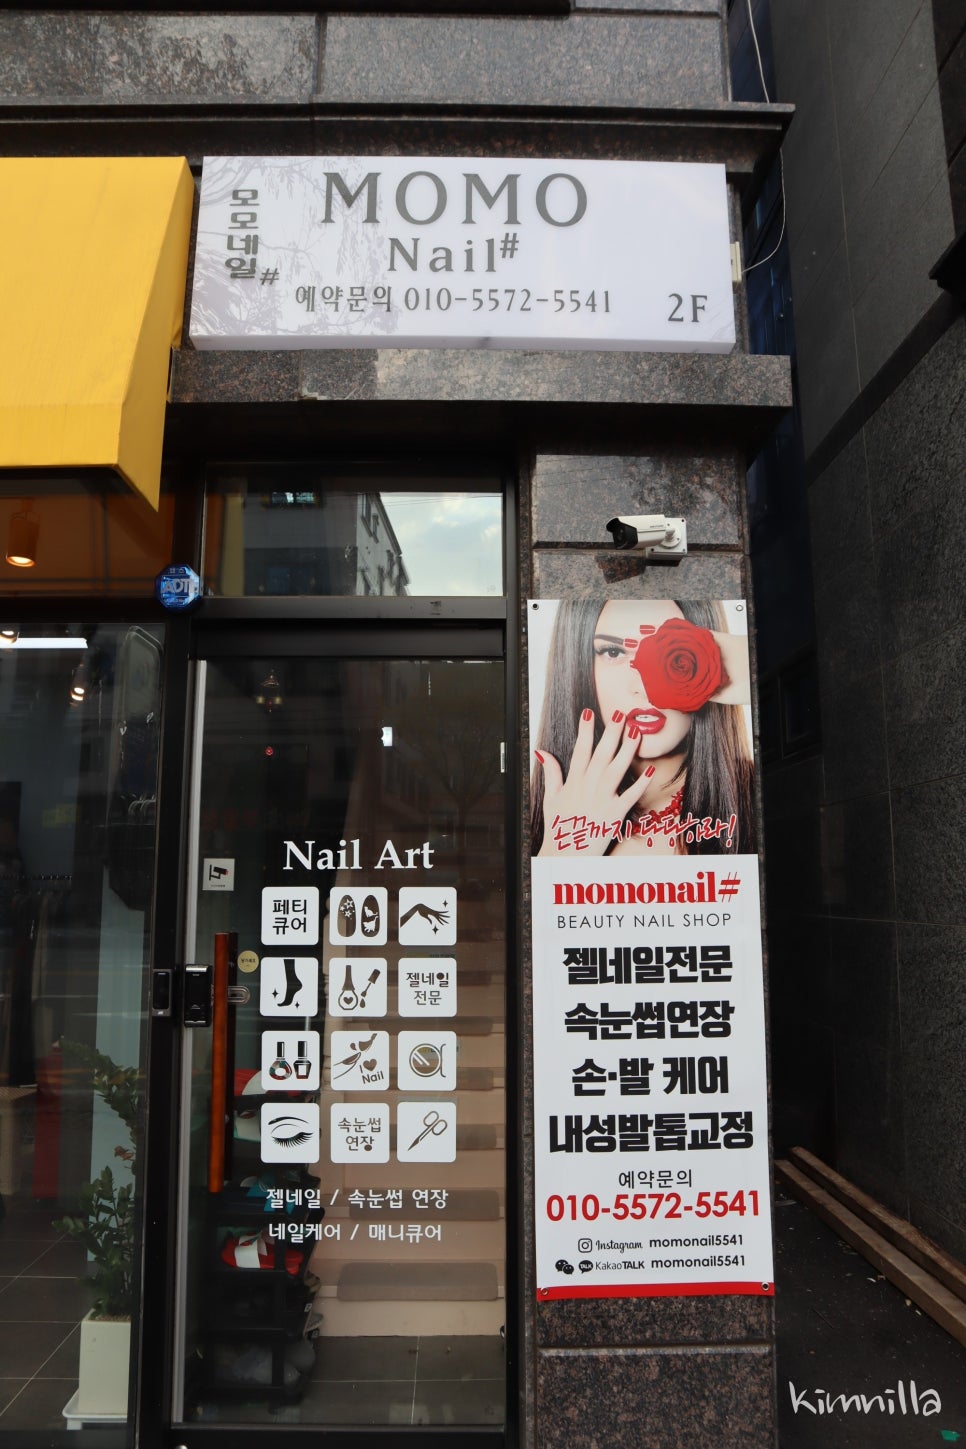 모모네일#
MOMO
Nail#
예약문의 010-5572-5541
2F
Nail Art
페티
큐어
젤네일
전문
I♥
Nail
속눈썹
연장
젤네일 / 속눈썹 연장
네일케어 / 매니큐어
손끝까지 당당하라!
momonail#
BEAUTY NAIL SHOP
젤네일전문
속눈썹연장
손·발 케어
내성발톱교정
예약문의
010-5572-5541
Instagram momonail5541
TALK KakaoTALK momonail5541
kimnilla